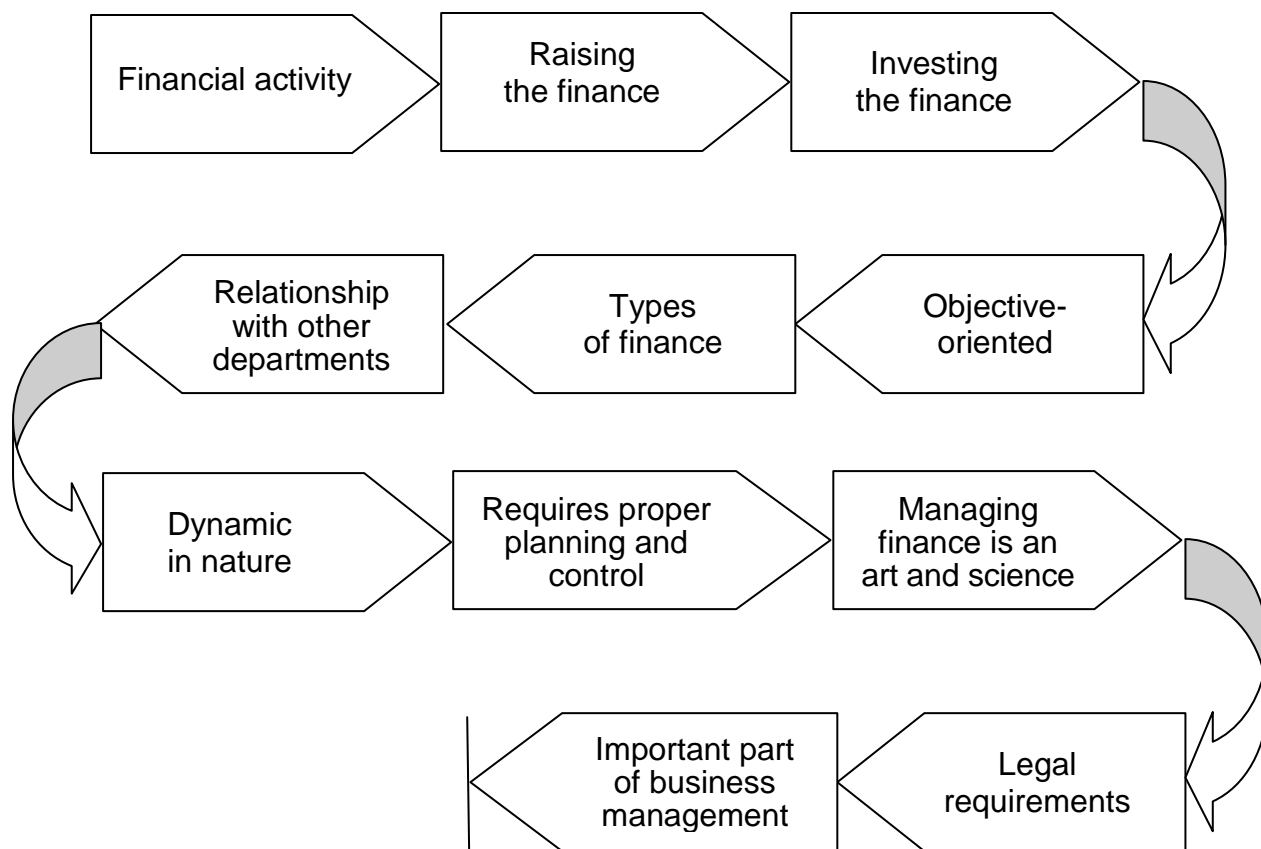 Financial activity
Raising
the finance
Investing
the finance
Objective-
oriented
Types
of finance
Relationship
with other
departments
Dynamic
in nature
Requires proper
planning and
control
Managing
finance is an
art and science
Legal
requirements
Important part
of business
management